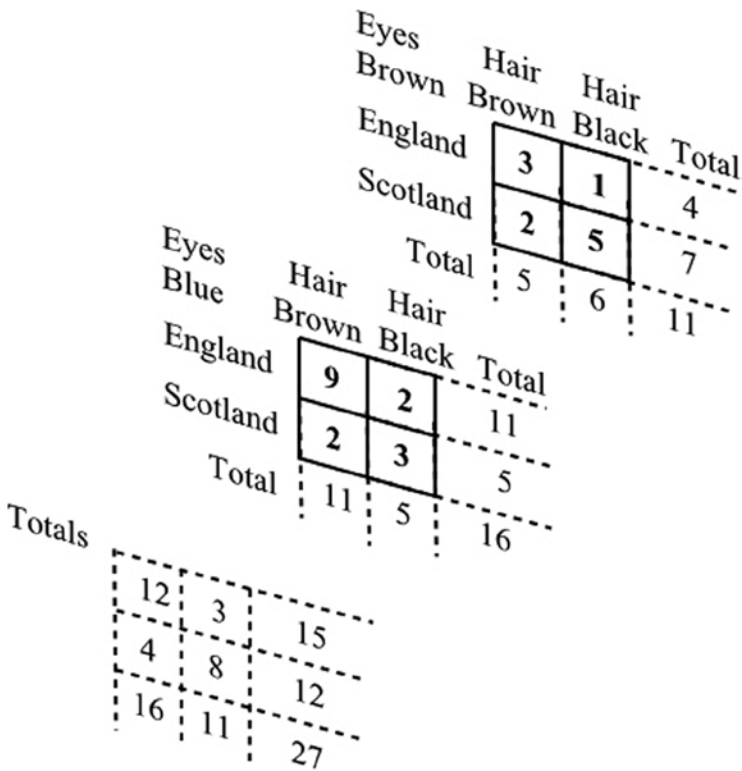 Eyes Brown Hair Brown Hair Black Total
England 3 1 4
Scotland 2 5 7
Total 5 6 11
Eyes Blue Hair Brown Hair Black Total
England 9 2 11
Scotland 2 3 5
Total 11 5 16
Totals
12 3 15
4 8 12
16 11 27